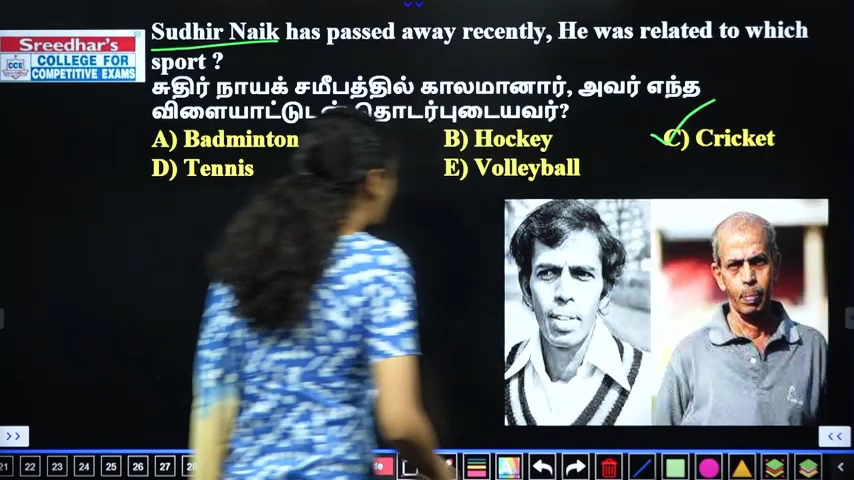 Sudhir Naik has passed away recently, He was related to which
sport ?
Sreedhar's
CCE
COLLEGE FOR
COMPETITIVE EXAMS
சுதிர் நாயக் சமீபத்தில் காலமானார், அவர் எந்த
விளையாட்டுடன் தொடர்புடையவர்?
A) Badminton
B) Hockey
C) Cricket
D) Tennis
E) Volleyball
>>
<<
21 22 23 24 25 26 27 28